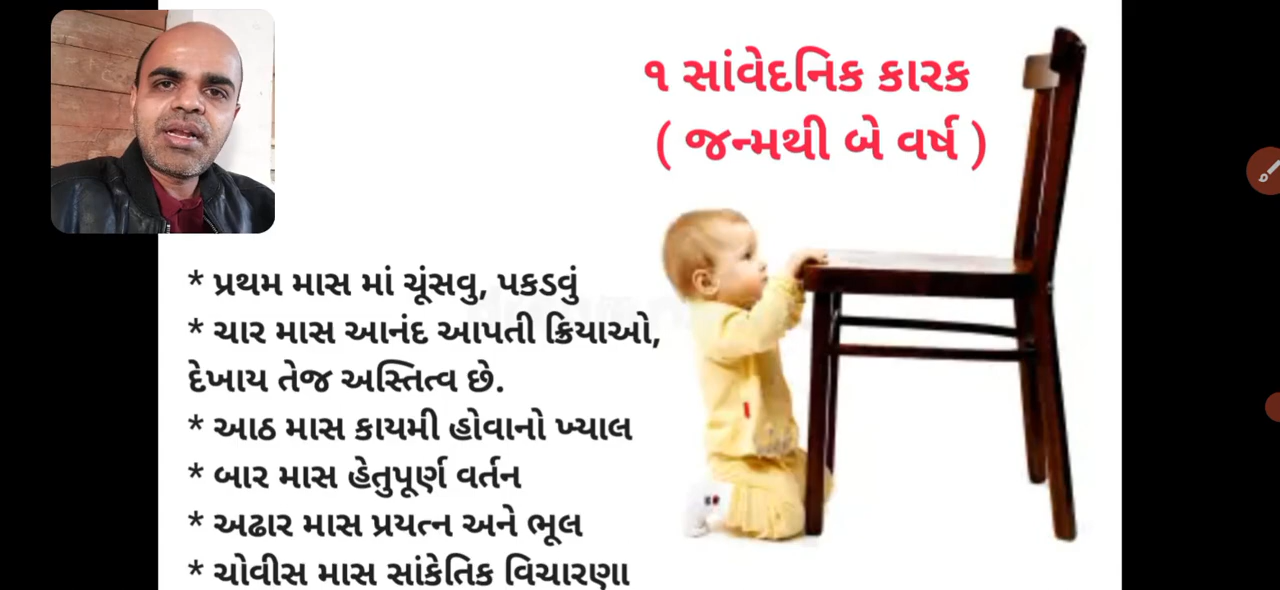 ૧ સાંવેદનિક કારક
( જન્મથી બે વર્ષ )
* પ્રથમ માસ માં ચૂંસવુ, પકડવું
* ચાર માસ આનંદ આપતી ક્રિયાઓ,
દેખાય તેજ અસ્તિત્વ છે.
* આઠ માસ કાયમી હોવાનો ખ્યાલ
* બાર માસ હેતુપૂર્ણ વર્તન
* અઢાર માસ પ્રયત્ન અને ભૂલ
* ચોવીસ માસ સાંકેતિક વિચારણા